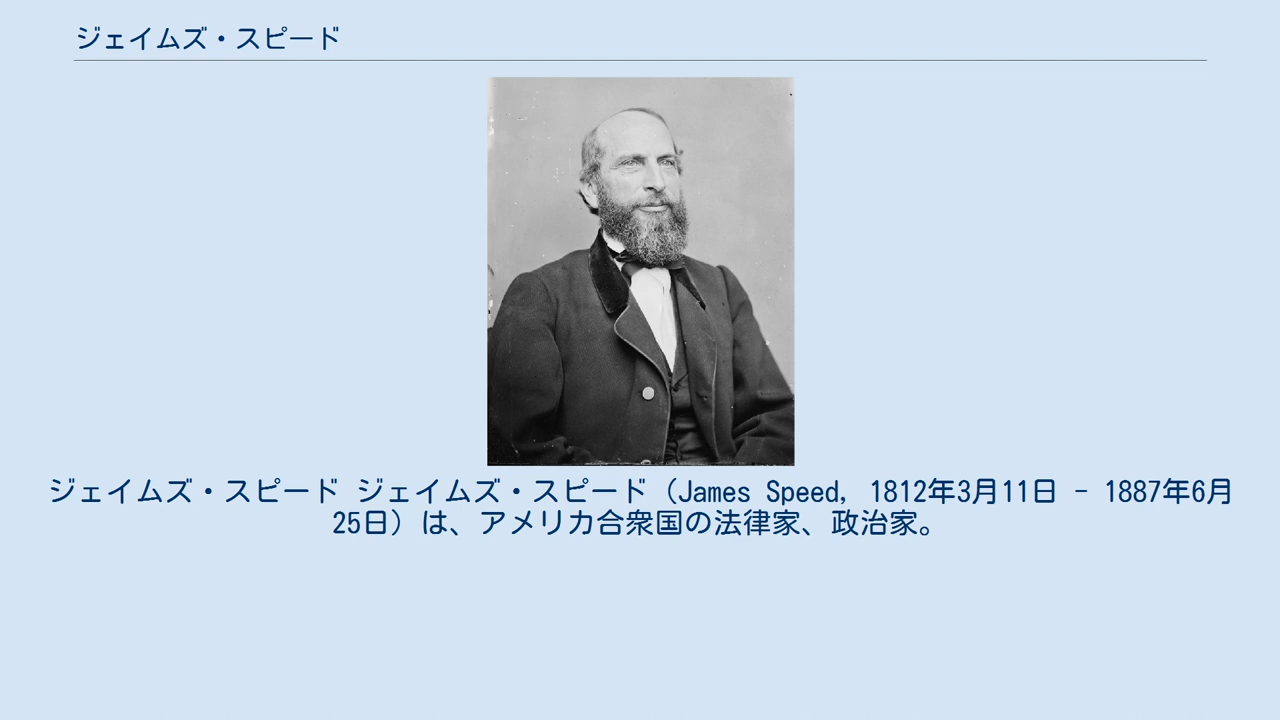 ジェイムズ・スピード
ジェイムズ・スピード ジェイムズ・スピード（James Speed, 1812年3月11日 - 1887年6月
25日）は、アメリカ合衆国の法律家、政治家。